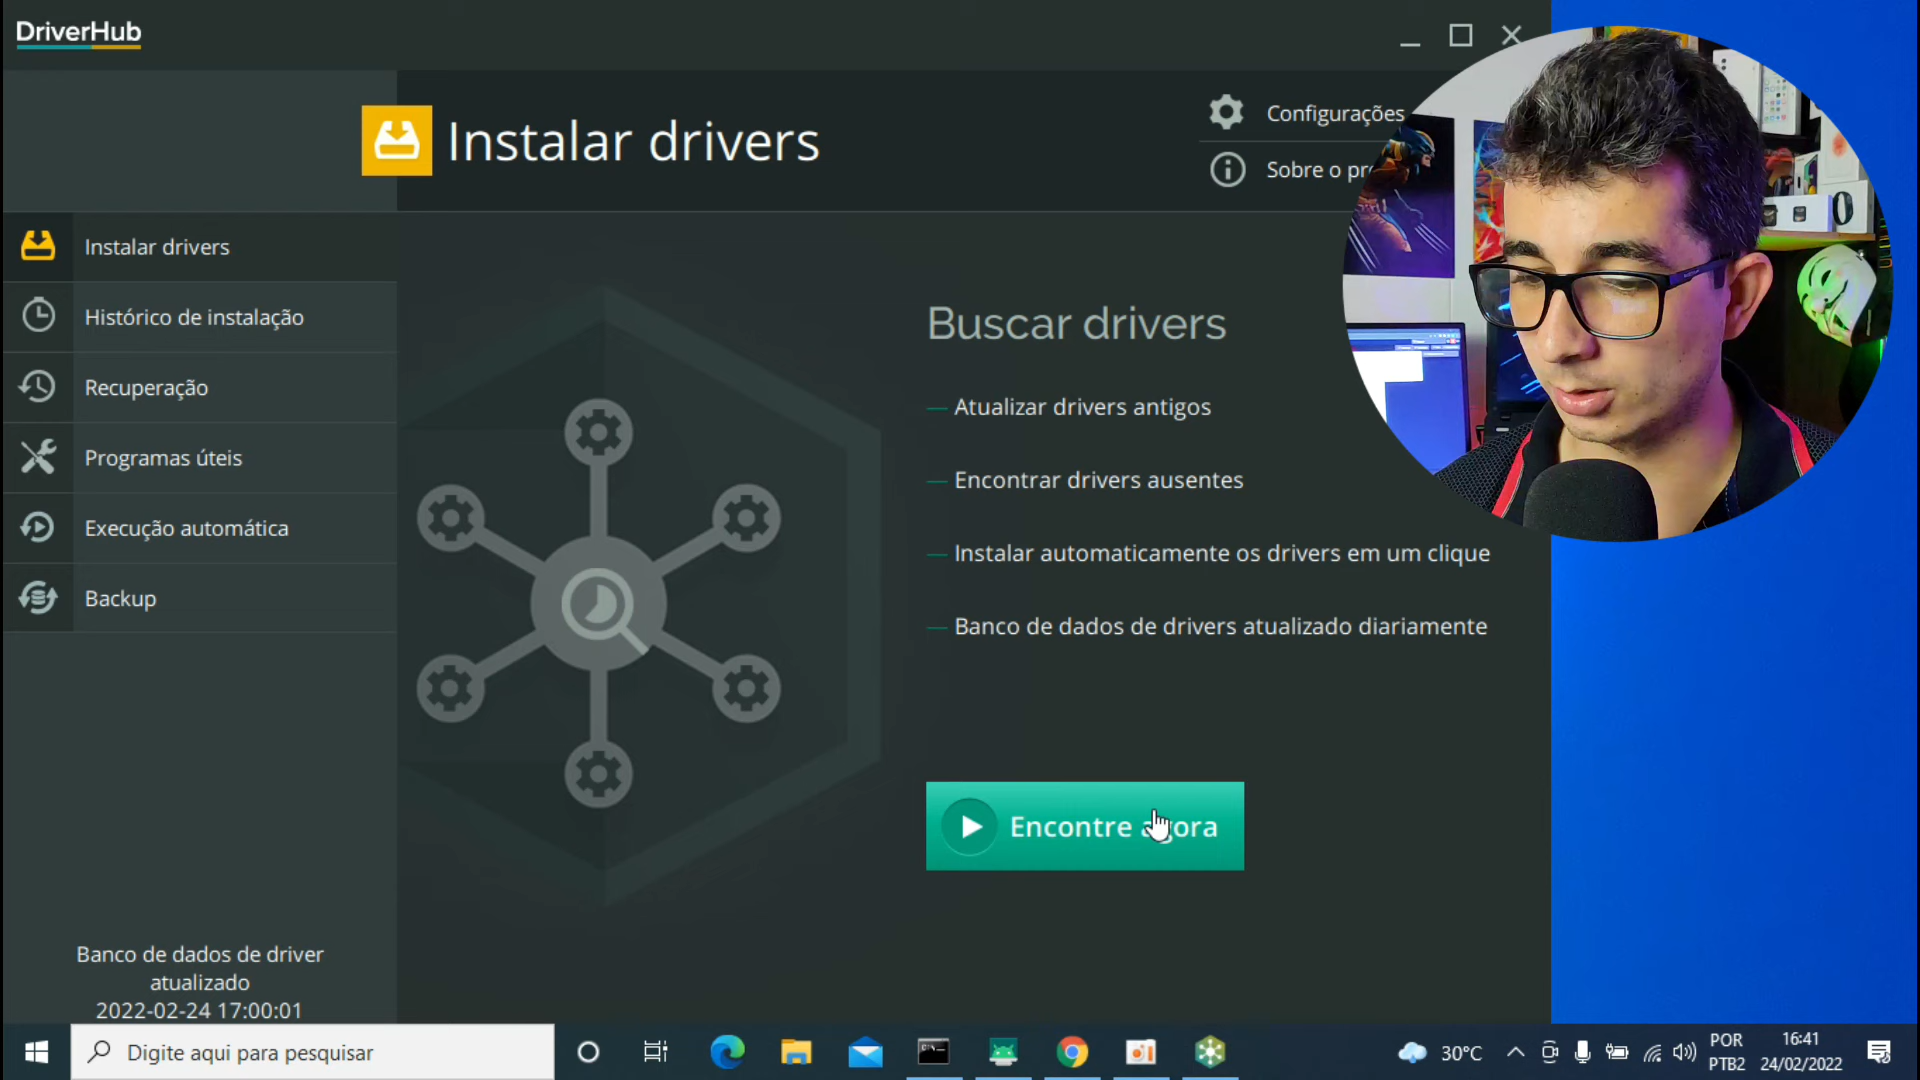 DriverHub
Instalar drivers
Configurações
Sobre o
Instalar drivers
Histórico de instalação
Recuperação
Programas úteis
Execução automática
Backup
Buscar drivers
— Atualizar drivers antigos
— Encontrar drivers ausentes
— Instalar automaticamente os drivers em um clique
— Banco de dados de drivers atualizado diariamente
Encontre agora
Banco de dados de driver
atualizado
2022-02-24 17:00:01
Digite aqui para pesquisar
30°C
POR
PTB2
16:41
24/02/2022